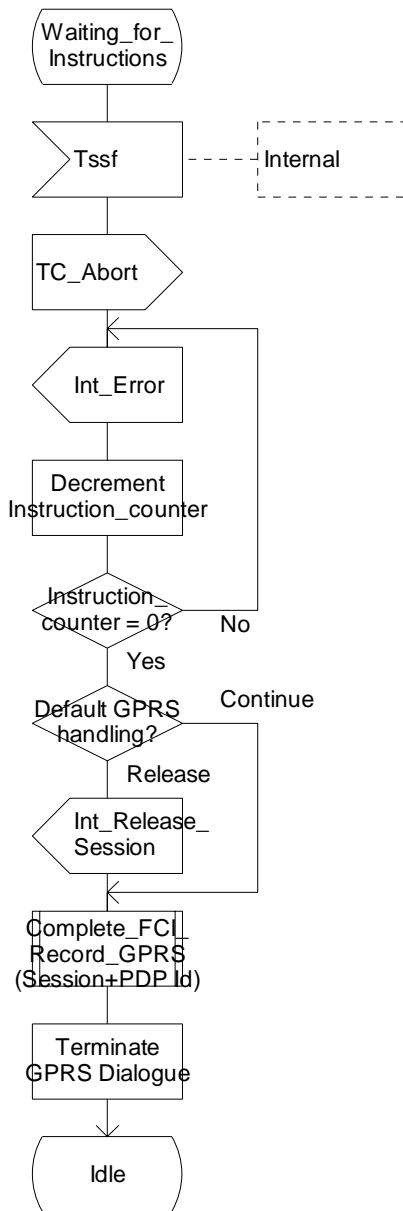 Waiting_for_
Instructions
Tssf
Internal
TC_Abort
Int_Error
Decrement
Instruction_counter
Instruction_
counter = 0?
No
Yes
Default GPRS
handling?
Continue
Release
Int_Release_
Session
Complete_FCI_
Record_GPRS
(Session+PDP Id)
Terminate
GPRS Dialogue
Idle